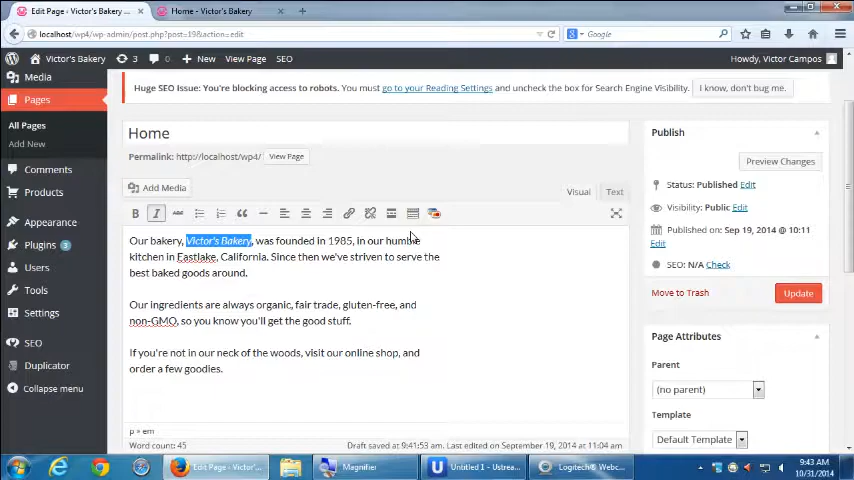 Edit Page ‹ Victor's Bakery ...
Home - Victor's Bakery
localhost/wp4/wp-admin/post.php?post=19&action=edit
Google
Victor's Bakery
3
0
New
View Page
SEO
Howdy, Victor Campos
Media
Pages
All Pages
Add New
Comments
Products
Appearance
Plugins
Users
Tools
Settings
SEO
Duplicator
Collapse menu
Huge SEO Issue: You're blocking access to robots. You must go to your Reading Settings and uncheck the box for Search Engine Visibility.
I know, don't bug me.
Home
Permalink: http://localhost/wp4/
View Page
Add Media
Visual
Text
B
I
ABC
Our bakery, Victor's Bakery, was founded in 1985, in our humble
kitchen in Eastlake, California. Since then we've striven to serve the
best baked goods around.
Our ingredients are always organic, fair trade, gluten-free, and
non-GMO, so you know you'll get the good stuff.
If you're not in our neck of the woods, visit our online shop, and
order a few goodies.
p » em
Word count: 45
Draft saved at 9:41:53 am. Last edited on September 19, 2014 at 11:04 am
Publish
Preview Changes
Status: Published Edit
Visibility: Public Edit
Published on: Sep 19, 2014 @ 10:11
Edit
SEO: N/A Check
Move to Trash
Update
Page Attributes
Parent
(no parent)
Template
Default Template
Edit Page ‹ Victor'...
Magnifier
Untitled 1 - Ustrea...
Logitech® Webc...
9:43 AM
10/31/2014